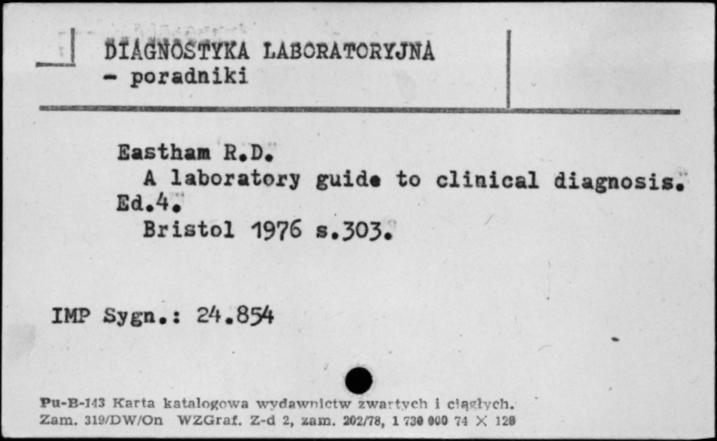 DIAGNOSTYKA LABORATORYJNA
- poradniki
Eastham R.D.
A laboratory guide to clinical diagnosis.
Ed.4.
Bristol 1976 s.303.
IMP Sygn.: 24.854
Pu-B-143 Karta katalogowa wydawnictw zwartych i ciągłych.
Zam. 319/DW/On WZGraf. Z-d 2, zam. 202/78, 1 730 000 74 X 120